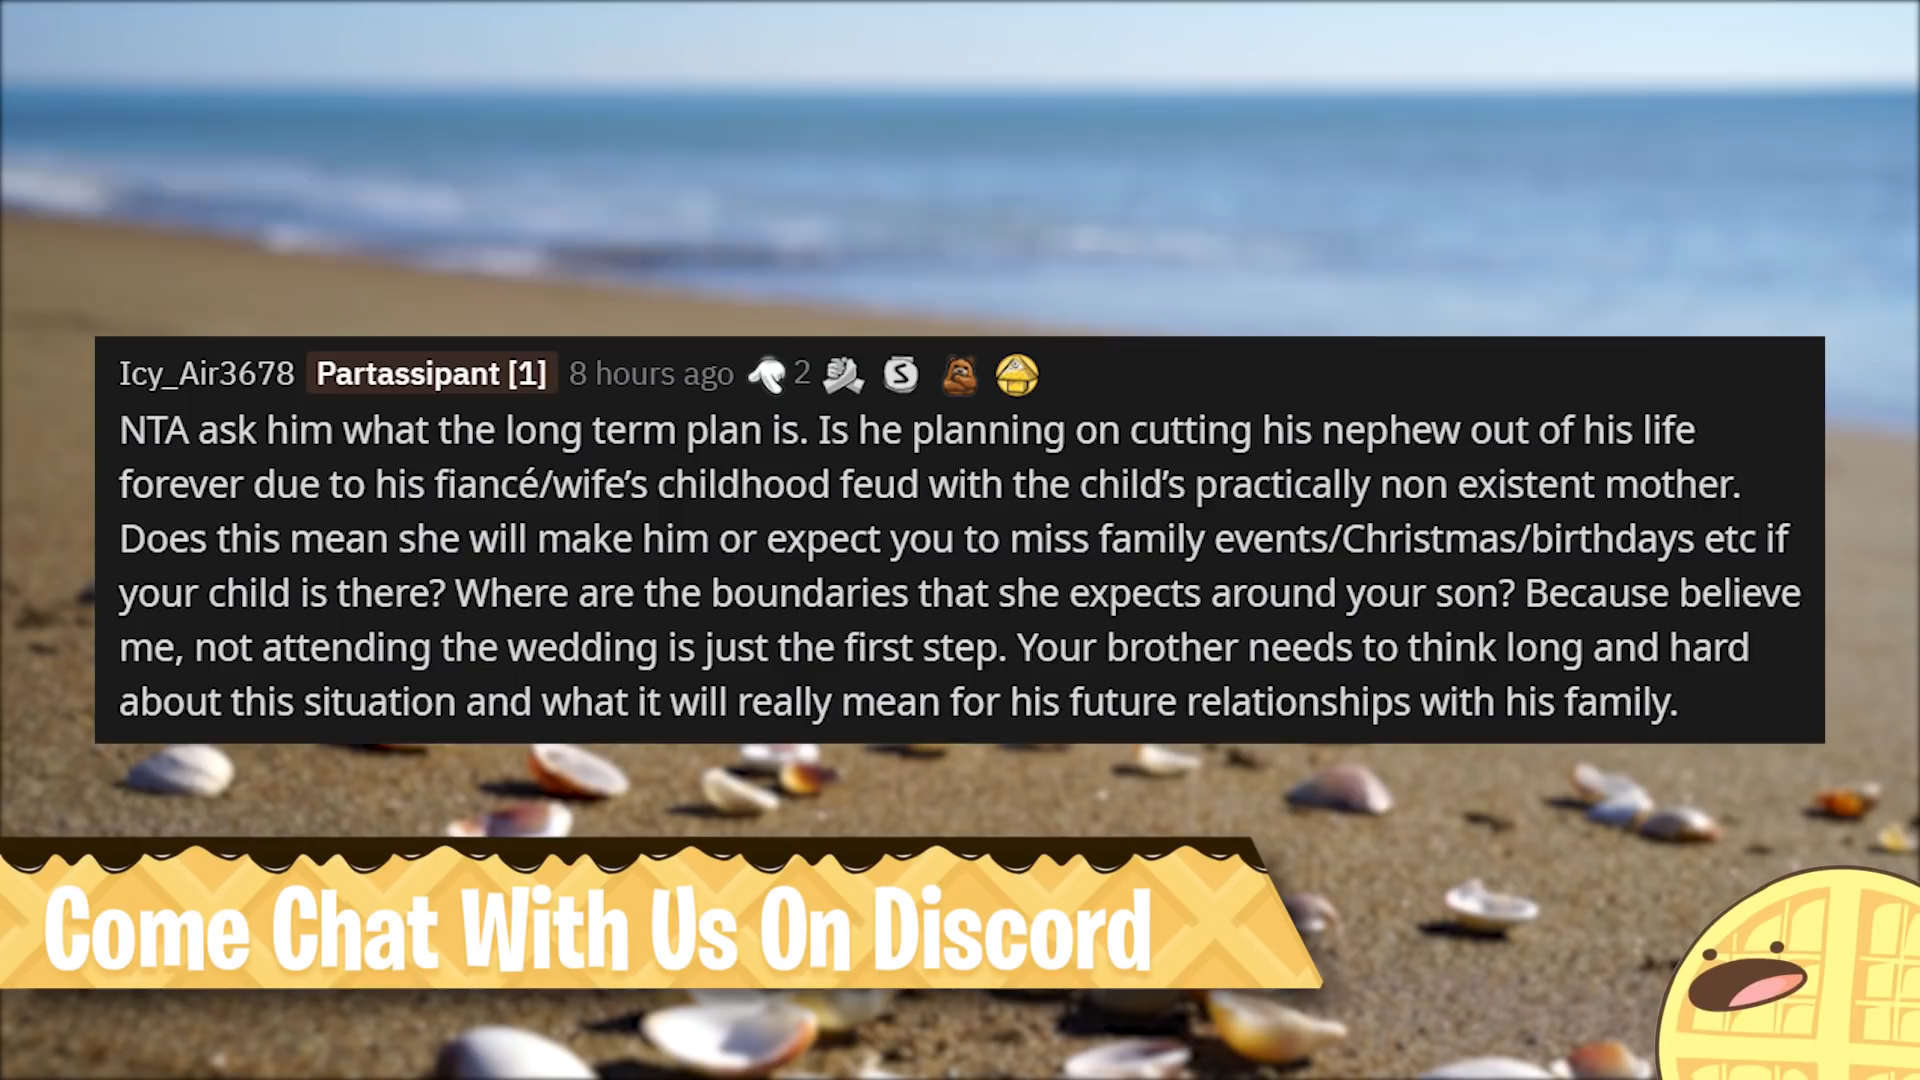 Icy_Air3678 Partassipant [1] 8 hours ago 2
NTA ask him what the long term plan is. Is he planning on cutting his nephew out of his life
forever due to his fiancé/wife’s childhood feud with the child’s practically non existent mother.
Does this mean she will make him or expect you to miss family events/Christmas/birthdays etc if
your child is there? Where are the boundaries that she expects around your son? Because believe
me, not attending the wedding is just the first step. Your brother needs to think long and hard
about this situation and what it will really mean for his future relationships with his family.
Come Chat With Us On Discord